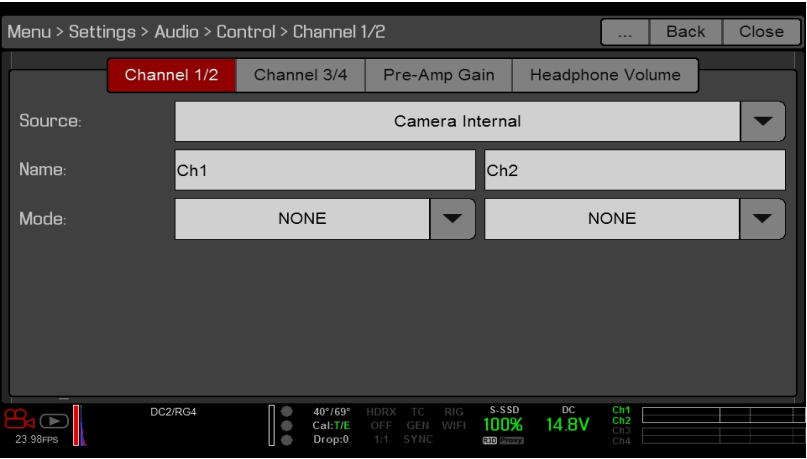 Menu > Settings > Audio > Control > Channel 1/2 ... Back Close
Channel 1/2 Channel 3/4 Pre-Amp Gain Headphone Volume
Source: Camera Internal
Name: Ch1 Ch2
Mode: NONE NONE
DC2/RG4 40°/69° HDRX TC RIG S-SSD DC Ch1
Cal:T/E OFF GEN WIFI 100% 14.8V Ch2
23.98FPS Drop:0 1:1 SYNC R3D Proxy Ch3
Ch4